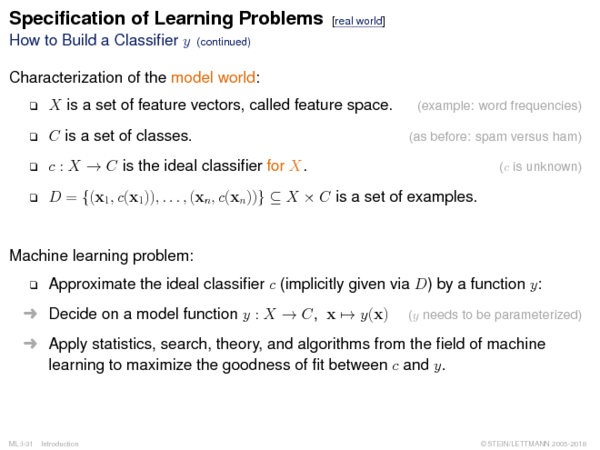 Specification of Learning Problems [real world]
How to Build a Classifier y (continued)
Characterization of the model world:
❑ X is a set of feature vectors, called feature space. (example: word frequencies)
❑ C is a set of classes. (as before: spam versus ham)
❑ c : X → C is the ideal classifier for X. (c is unknown)
❑ D = {(x₁, c(x₁)), . . . , (xₙ, c(xₙ))} ⊆ X × C is a set of examples.
Machine learning problem:
❑ Approximate the ideal classifier c (implicitly given via D) by a function y:
➜ Decide on a model function y : X → C, x ↦ y(x) (y needs to be parameterized)
➜ Apply statistics, search, theory, and algorithms from the field of machine
learning to maximize the goodness of fit between c and y.
ML:I-31 Introduction © STEIN/LETTMANN 2005-2018